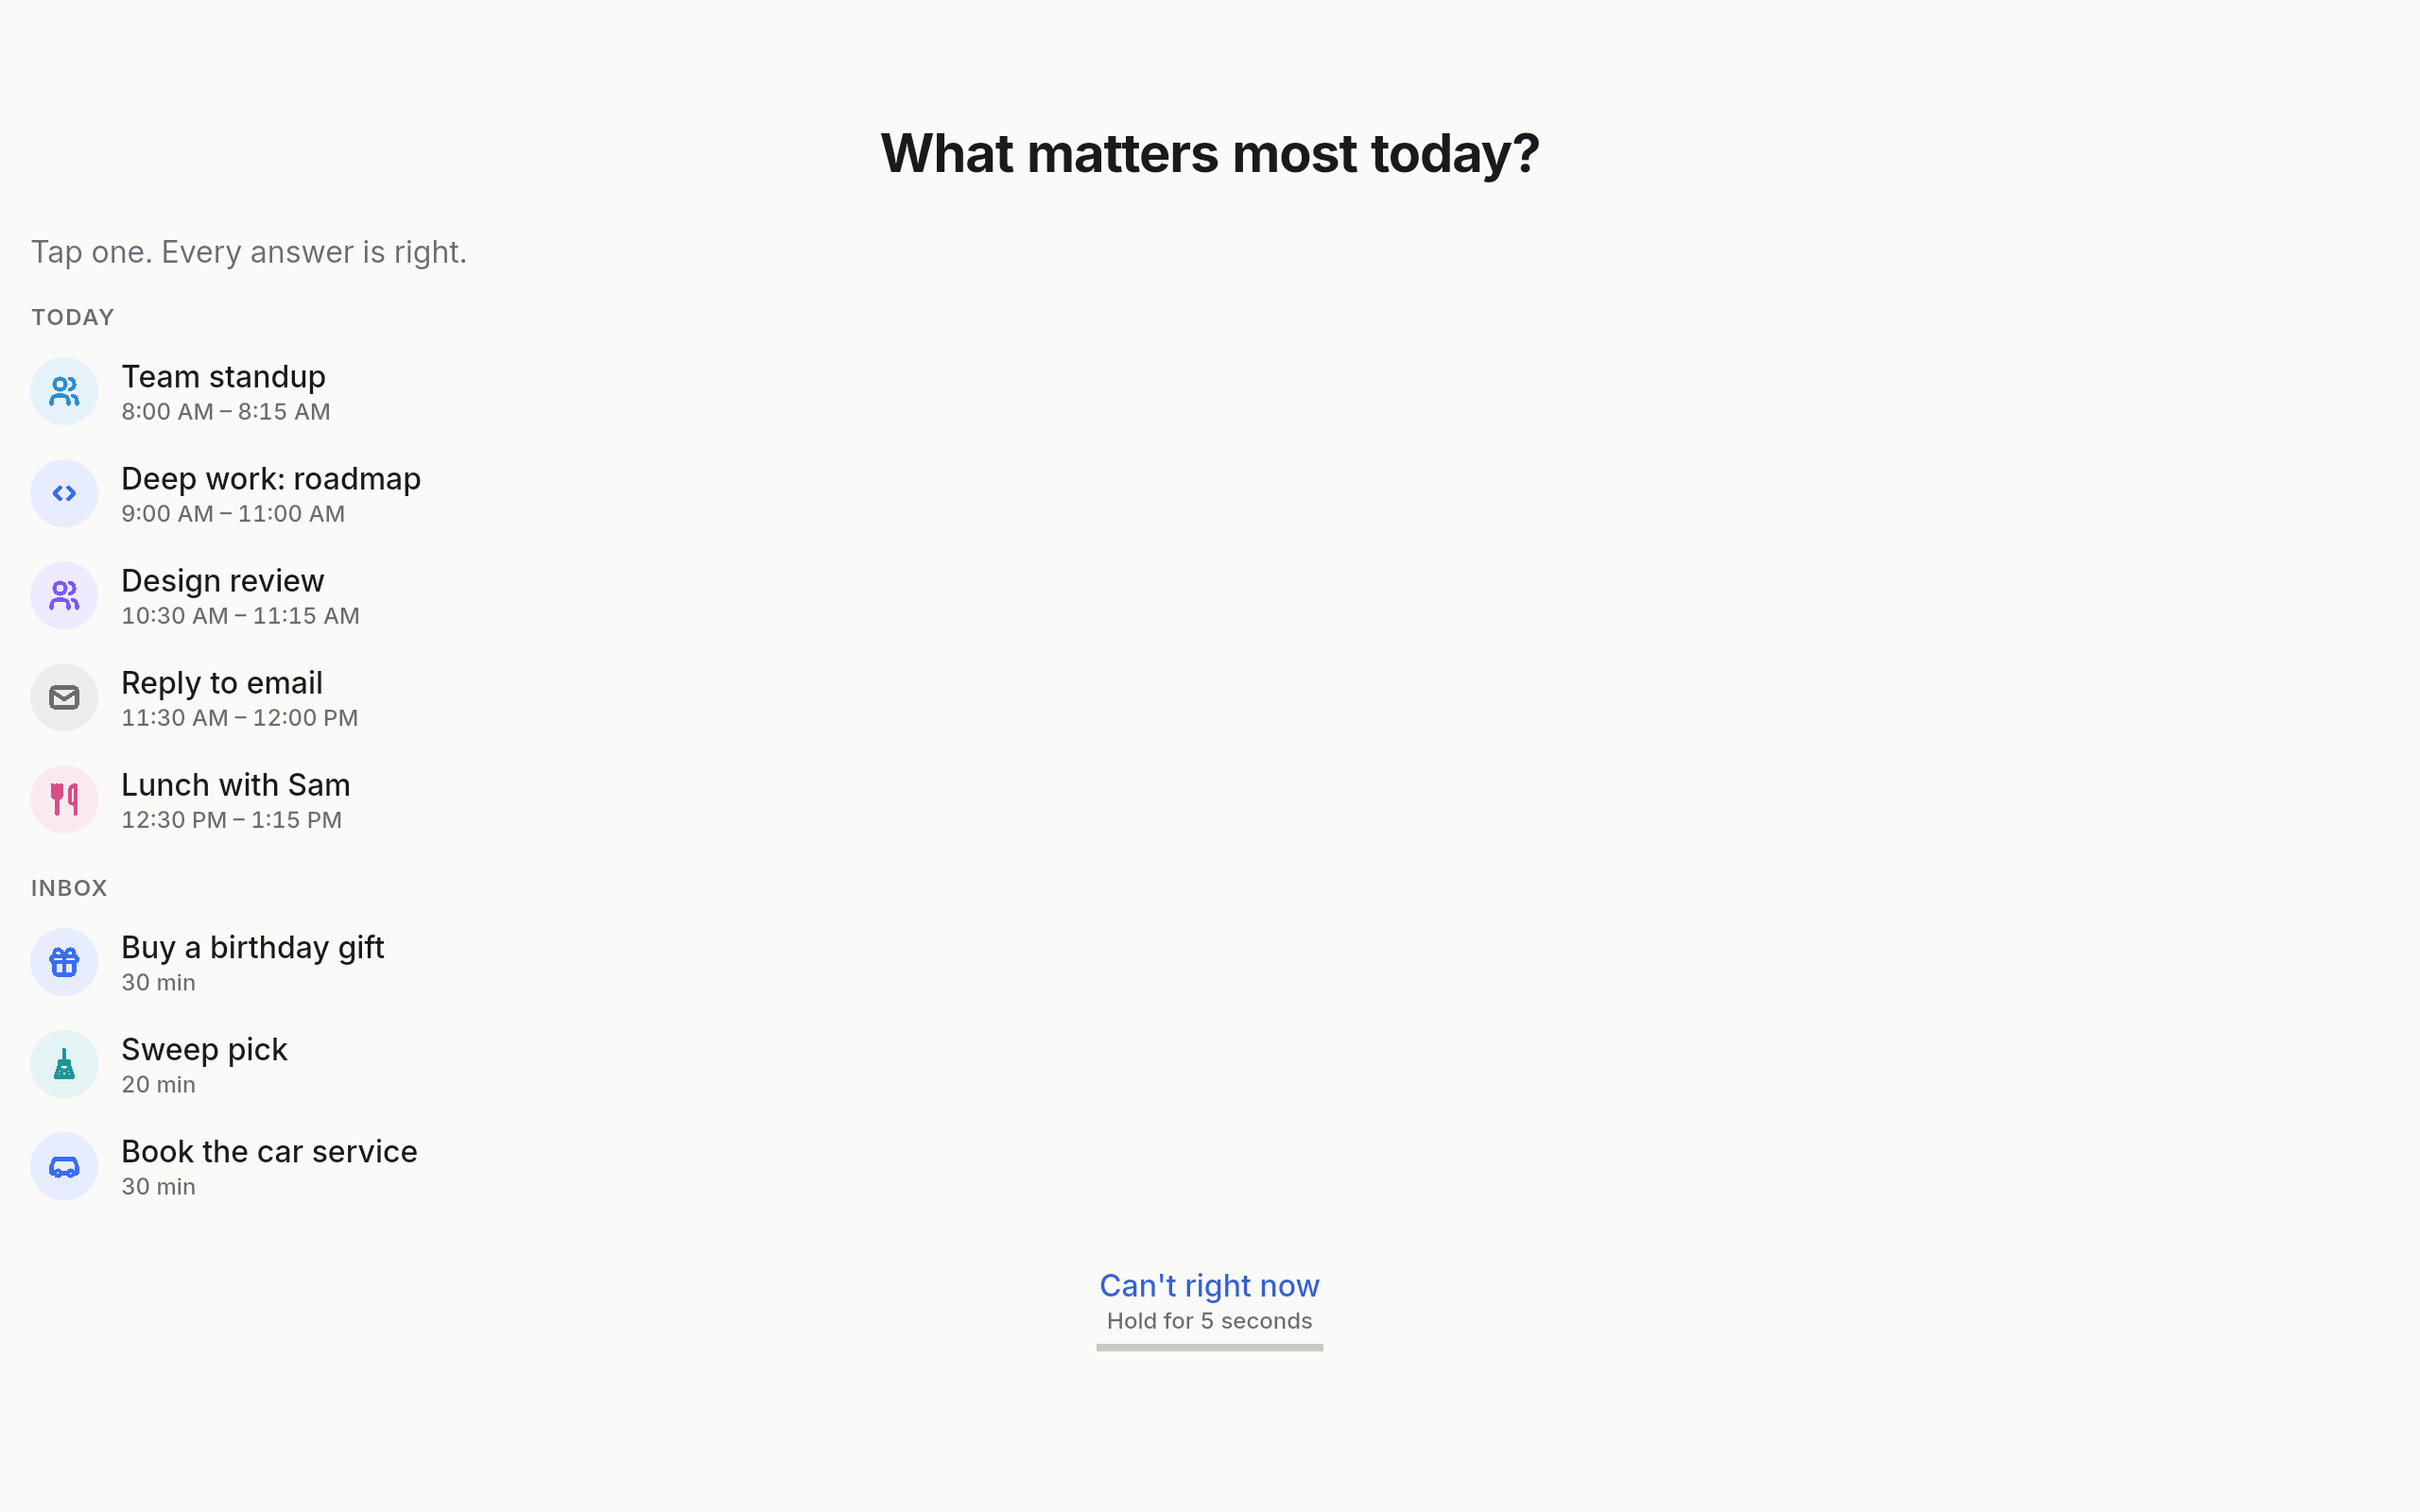 What matters most today?
Tap one. Every answer is right.
TODAY
Team standup
8:00 AM – 8:15 AM
Deep work: roadmap
9:00 AM – 11:00 AM
Design review
10:30 AM – 11:15 AM
Reply to email
11:30 AM – 12:00 PM
Lunch with Sam
12:30 PM – 1:15 PM
INBOX
Buy a birthday gift
30 min
Sweep pick
20 min
Book the car service
30 min
Can't right now
Hold for 5 seconds